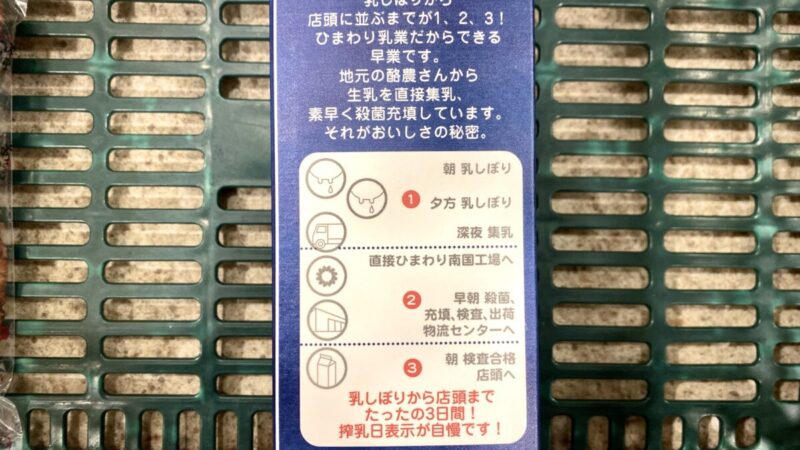 乳しぼりから
店頭に並ぶまでが1、2、3!
ひまわり乳業だからできる
早業です。
地元の酪農さんから
生乳を直接集乳、
素早く殺菌充填しています。
それがおいしさの秘密。
朝 乳しぼり
1
夕方 乳しぼり
深夜 集乳
直接ひまわり南国工場へ
2
早朝 殺菌、
充填、検査、出荷
物流センターへ
3
朝 検査合格
店頭へ
乳しぼりから店頭まで
たったの3日間!
搾乳日表示が自慢です!